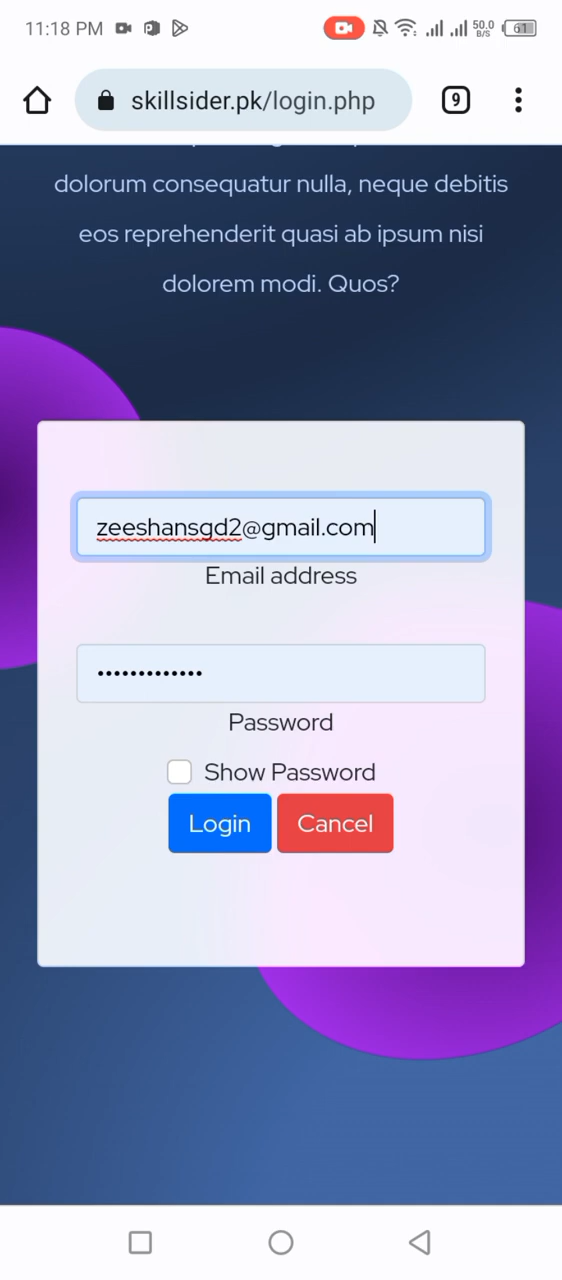 11:18 PM 50.0 B/S 61
skillsider.pk/login.php 9
dolorum consequatur nulla, neque debitis
eos reprehenderit quasi ab ipsum nisi
dolorem modi. Quos?
zeeshansgd2@gmail.com
Email address
•••••••••••••
Password
Show Password
Login Cancel